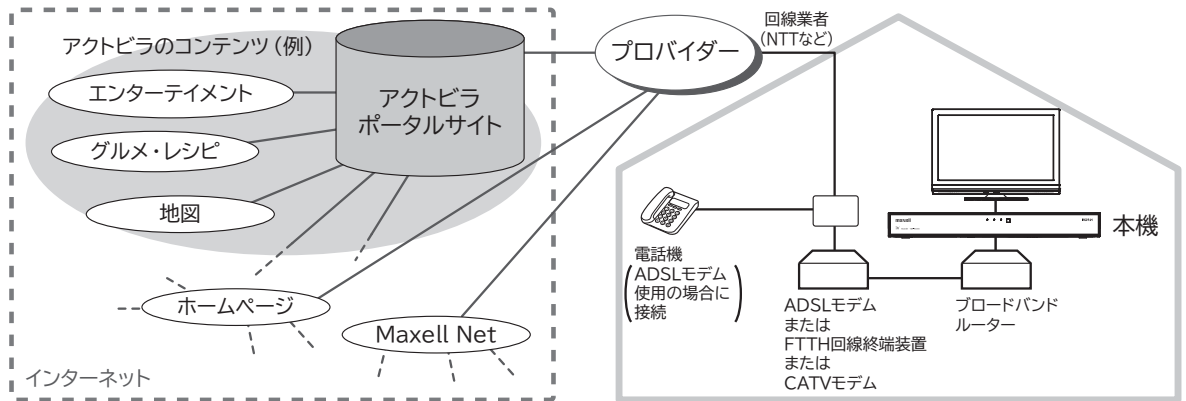 アクトビラのコンテンツ(例)
エンターテイメント
グルメ・レシピ
地図
アクトビラ
ポータルサイト
ホームページ
Maxell Net
インターネット
プロバイダー
回線業者
(NTTなど)
電話機
(ADSLモデム
使用の場合に
接続)
ADSLモデム
または
FTTH回線終端装置
または
CATVモデム
ブロードバンド
ルーター
maxell
本機